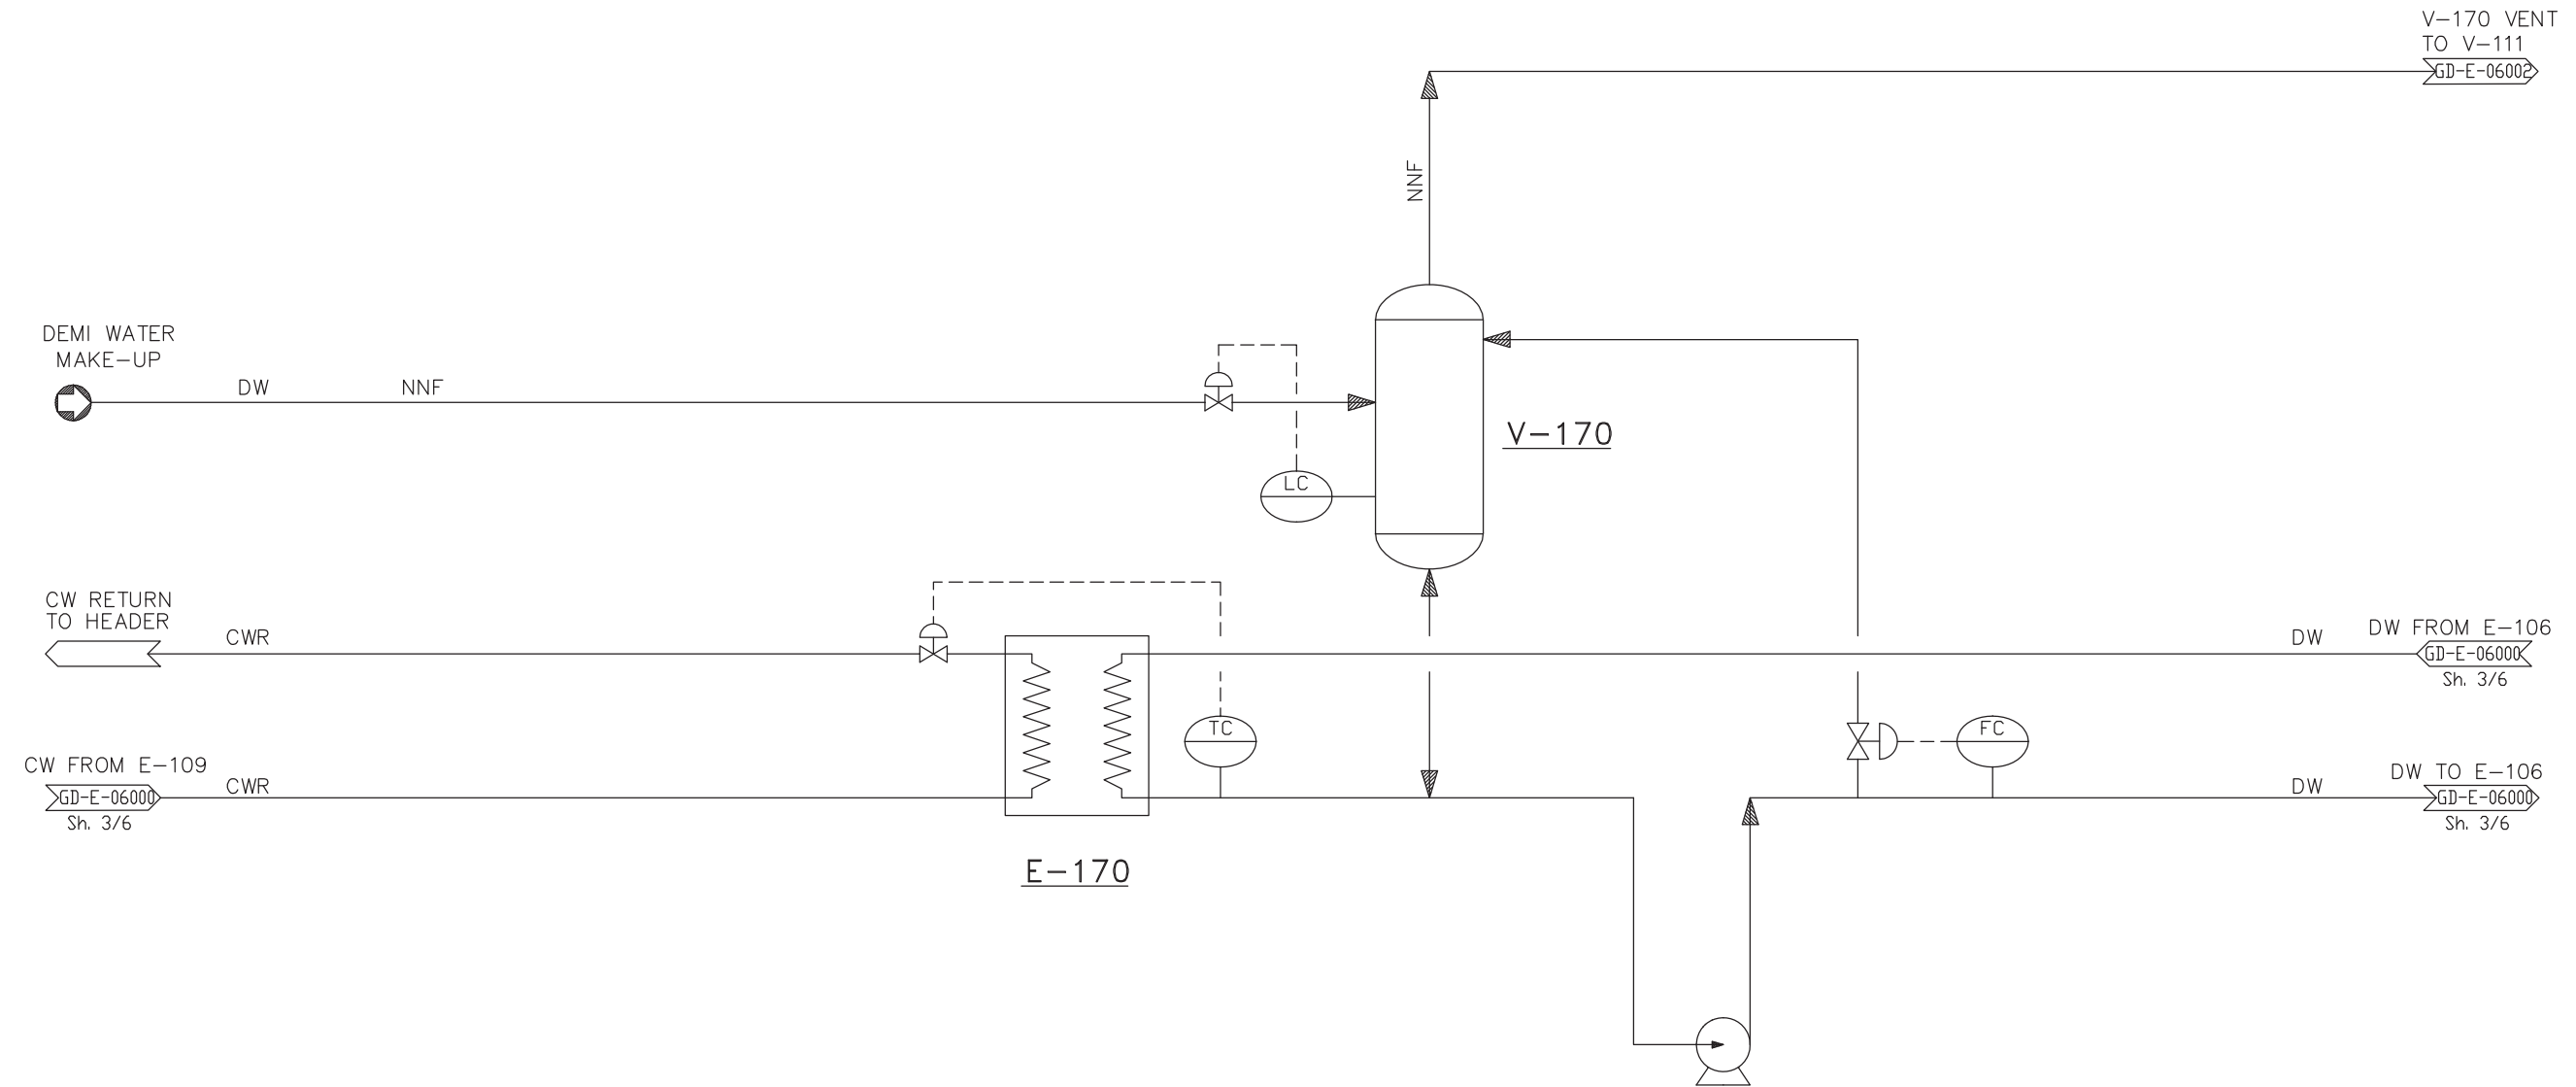 V-170 VENT
TO V-111
GD-E-06002
NNF
DEMI WATER
MAKE-UP
DW NNF
V-170
LC
CW RETURN
TO HEADER
CWR
DW
DW FROM E-106
GD-E-06000
Sh. 3/6
TC
FC
CW FROM E-109
CWR
GD-E-06000
Sh. 3/6
DW TO E-106
DW
GD-E-06000
Sh. 3/6
E-170